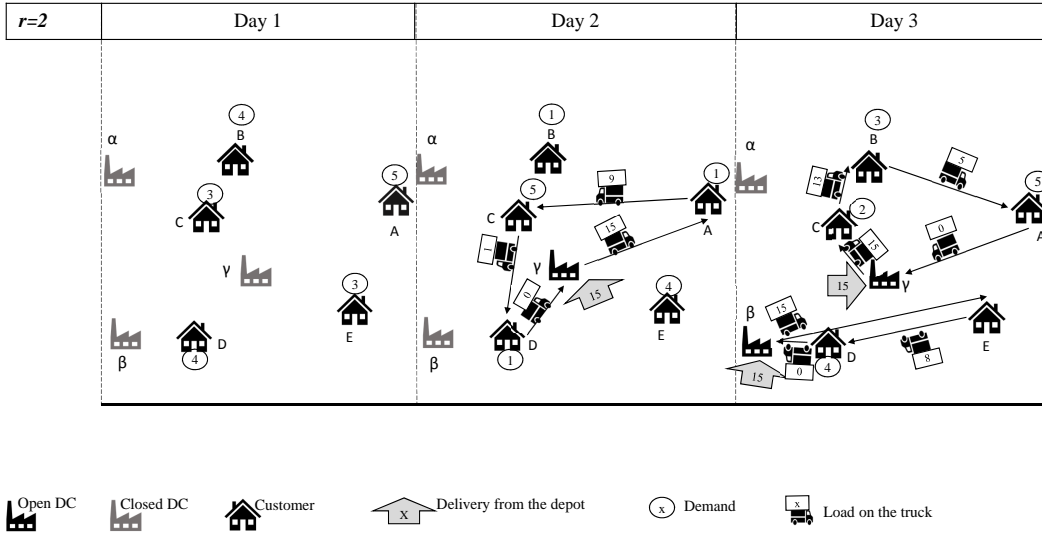 r=2
Day 1
Day 2
Day 3
4
B
α
5
A
3
C
γ
3
E
β
D
4
1
B
α
1
A
9
5
C
15
1
γ
15
0
4
E
β
D
1
3
B
α
5
13
5
A
2
C
0
15
15
γ
β
15
E
8
D
4
0
15
Open DC
Closed DC
Customer
x
Delivery from the depot
x
Demand
x
Load on the truck